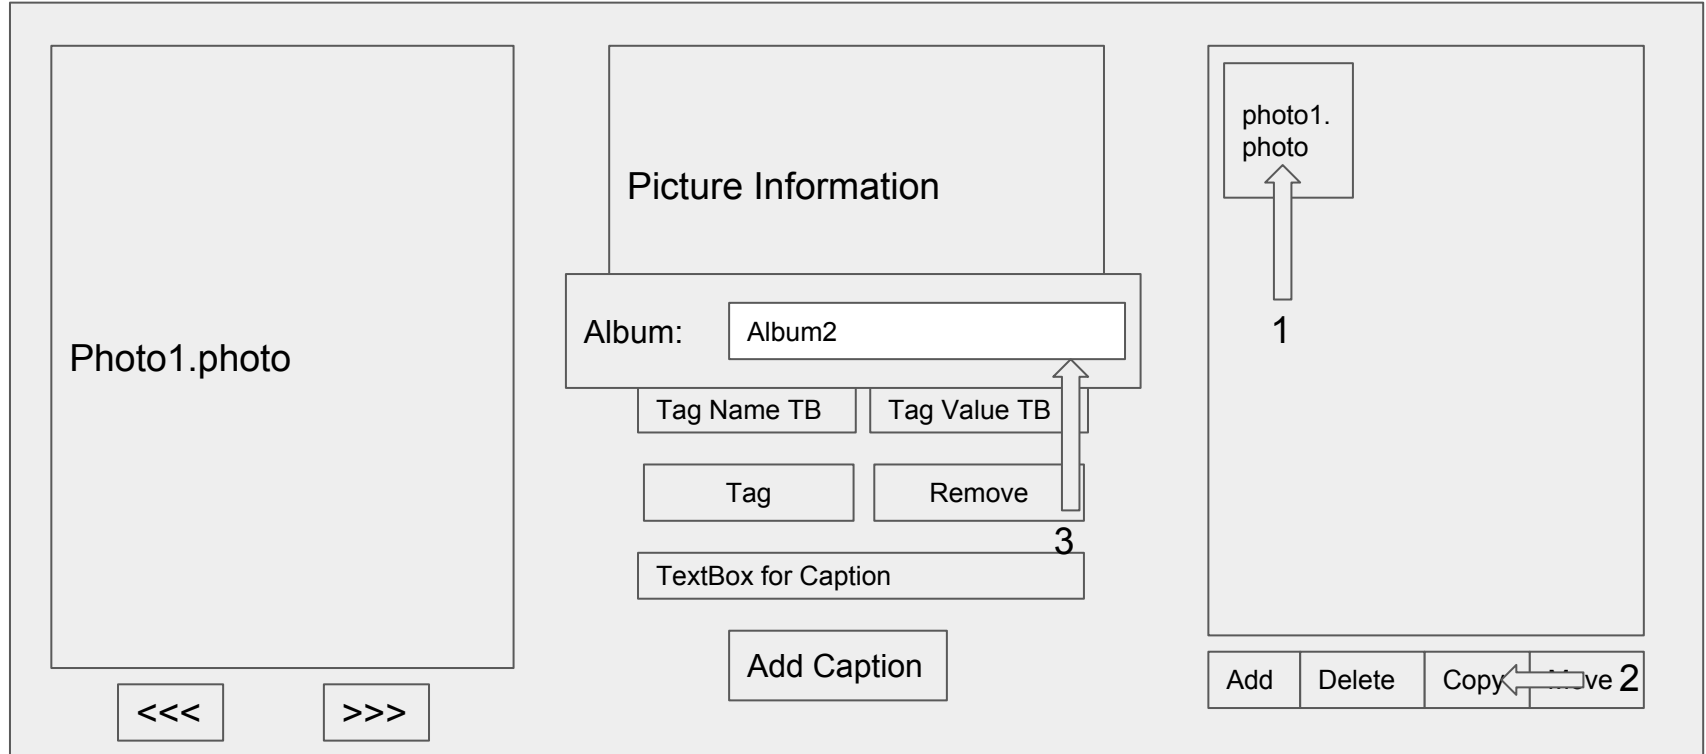 Photo1.photo
<<<
>>>
Picture Information
Album:
Album2
Tag Name TB
Tag Value TB
Tag
Remove
3
TextBox for Caption
Add Caption
photo1.
photo
1
Add
Delete
Copy
Move
2